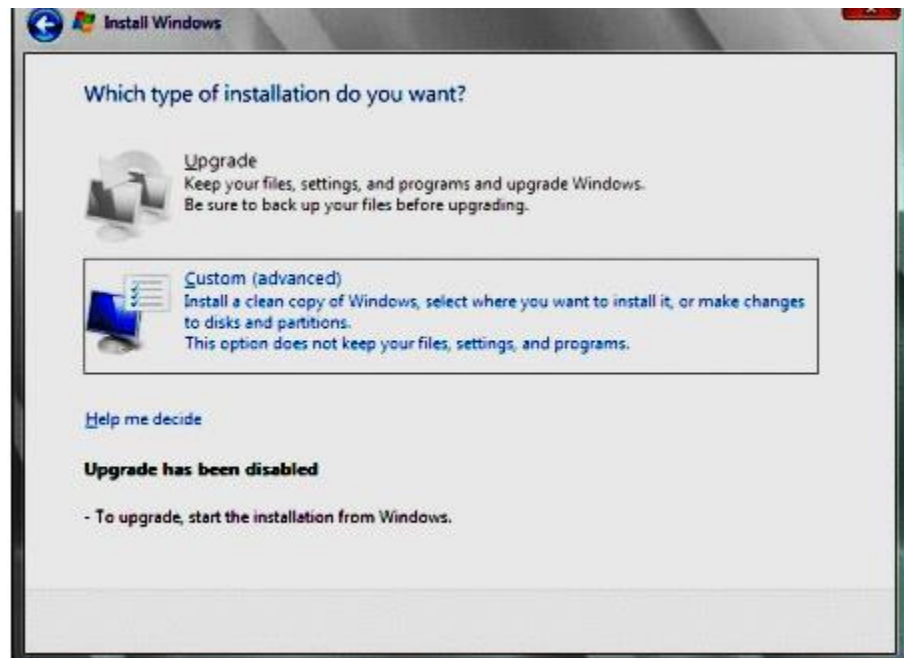 Install Windows
Which type of installation do you want?
Upgrade
Keep your files, settings, and programs and upgrade Windows.
Be sure to back up your files before upgrading.
Custom (advanced)
Install a clean copy of Windows, select where you want to install it, or make changes
to disks and partitions.
This option does not keep your files, settings, and programs.
Help me decide
Upgrade has been disabled
- To upgrade, start the installation from Windows.